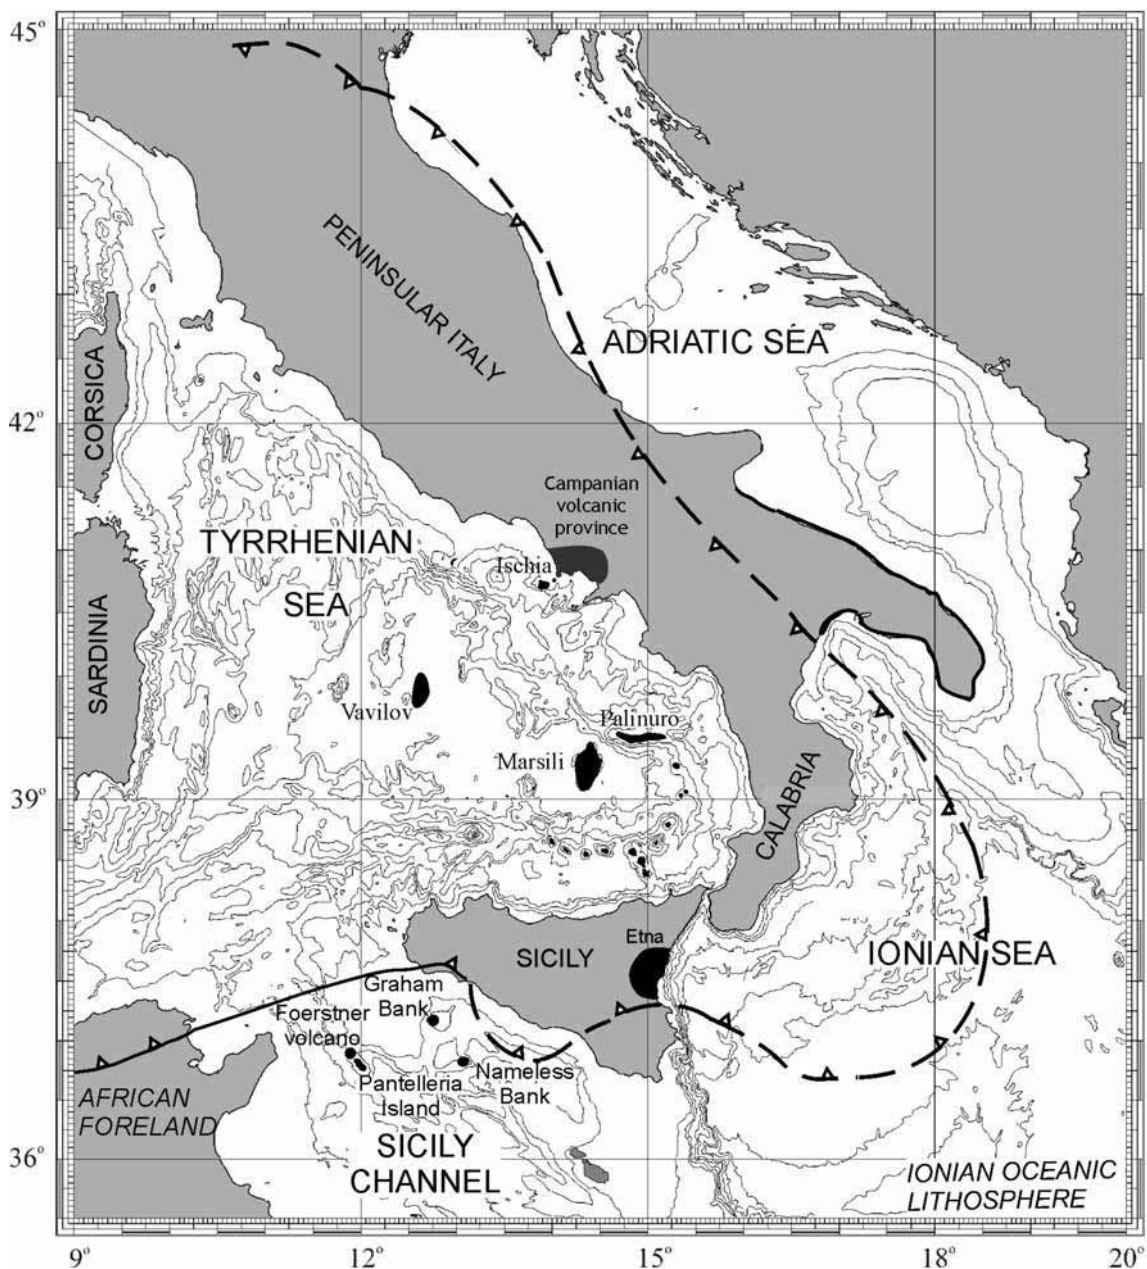 45°
PENINSULAR ITALY
ADRIATIC SEA
CORSICA
42°
Campanian
volcanic
province
TYRRHENIAN
SEA
Ischia
SARDINIA
Vavilov
Palinuro
Marsili
39°
CALABRIA
Etna
SICILY
IONIAN SEA
Graham
Bank
Foerstner
volcano
Pantelleria
Island
Nameless
Bank
AFRICAN
FORELAND
SICILY
CHANNEL
36°
IONIAN OCEANIC
LITHOSPHERE
9°
12°
15°
18°
20°